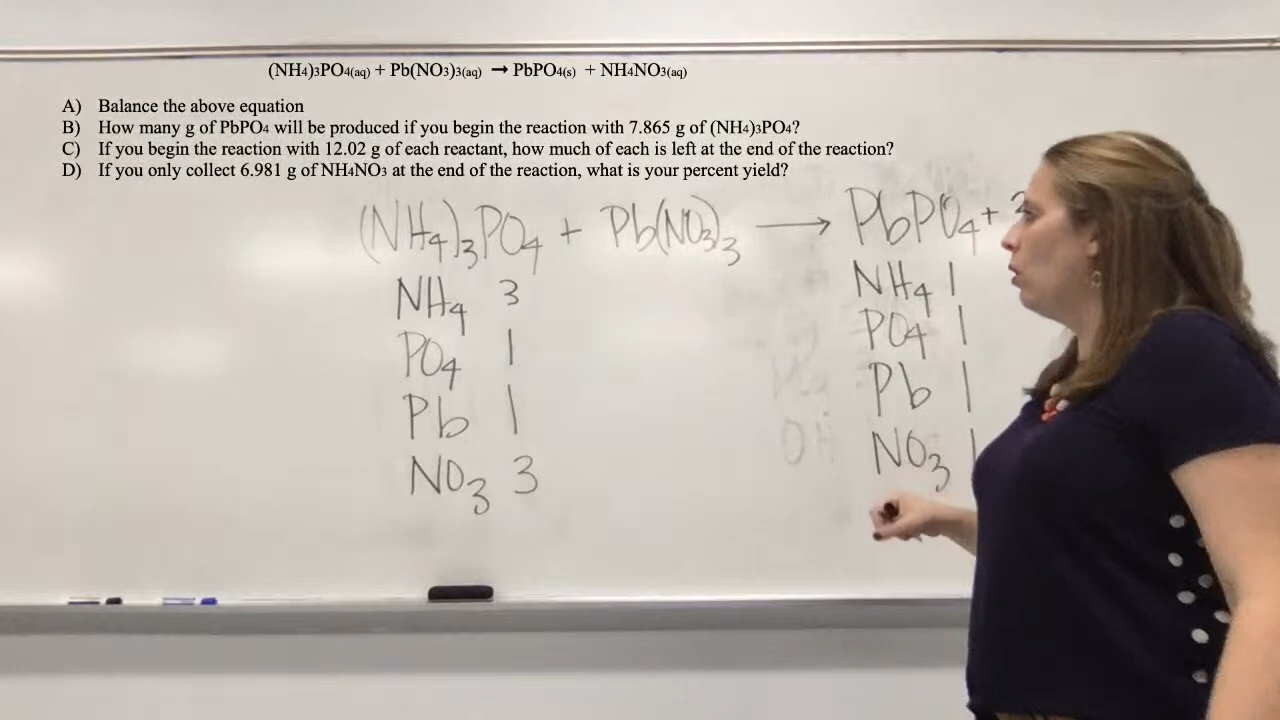 (NH4)3PO4(aq) + Pb(NO3)3(aq) → PbPO4(s) + NH4NO3(aq)
A) Balance the above equation
B) How many g of PbPO4 will be produced if you begin the reaction with 7.865 g of (NH4)3PO4?
C) If you begin the reaction with 12.02 g of each reactant, how much of each is left at the end of the reaction?
D) If you only collect 6.981 g of NH4NO3 at the end of the reaction, what is your percent yield?
(NH4)3PO4 + Pb(NO3)3 → PbPO4 +
NH4 3
PO4 1
Pb 1
NO3 3
NH4 1
PO4 1
Pb 1
NO3 1
OH